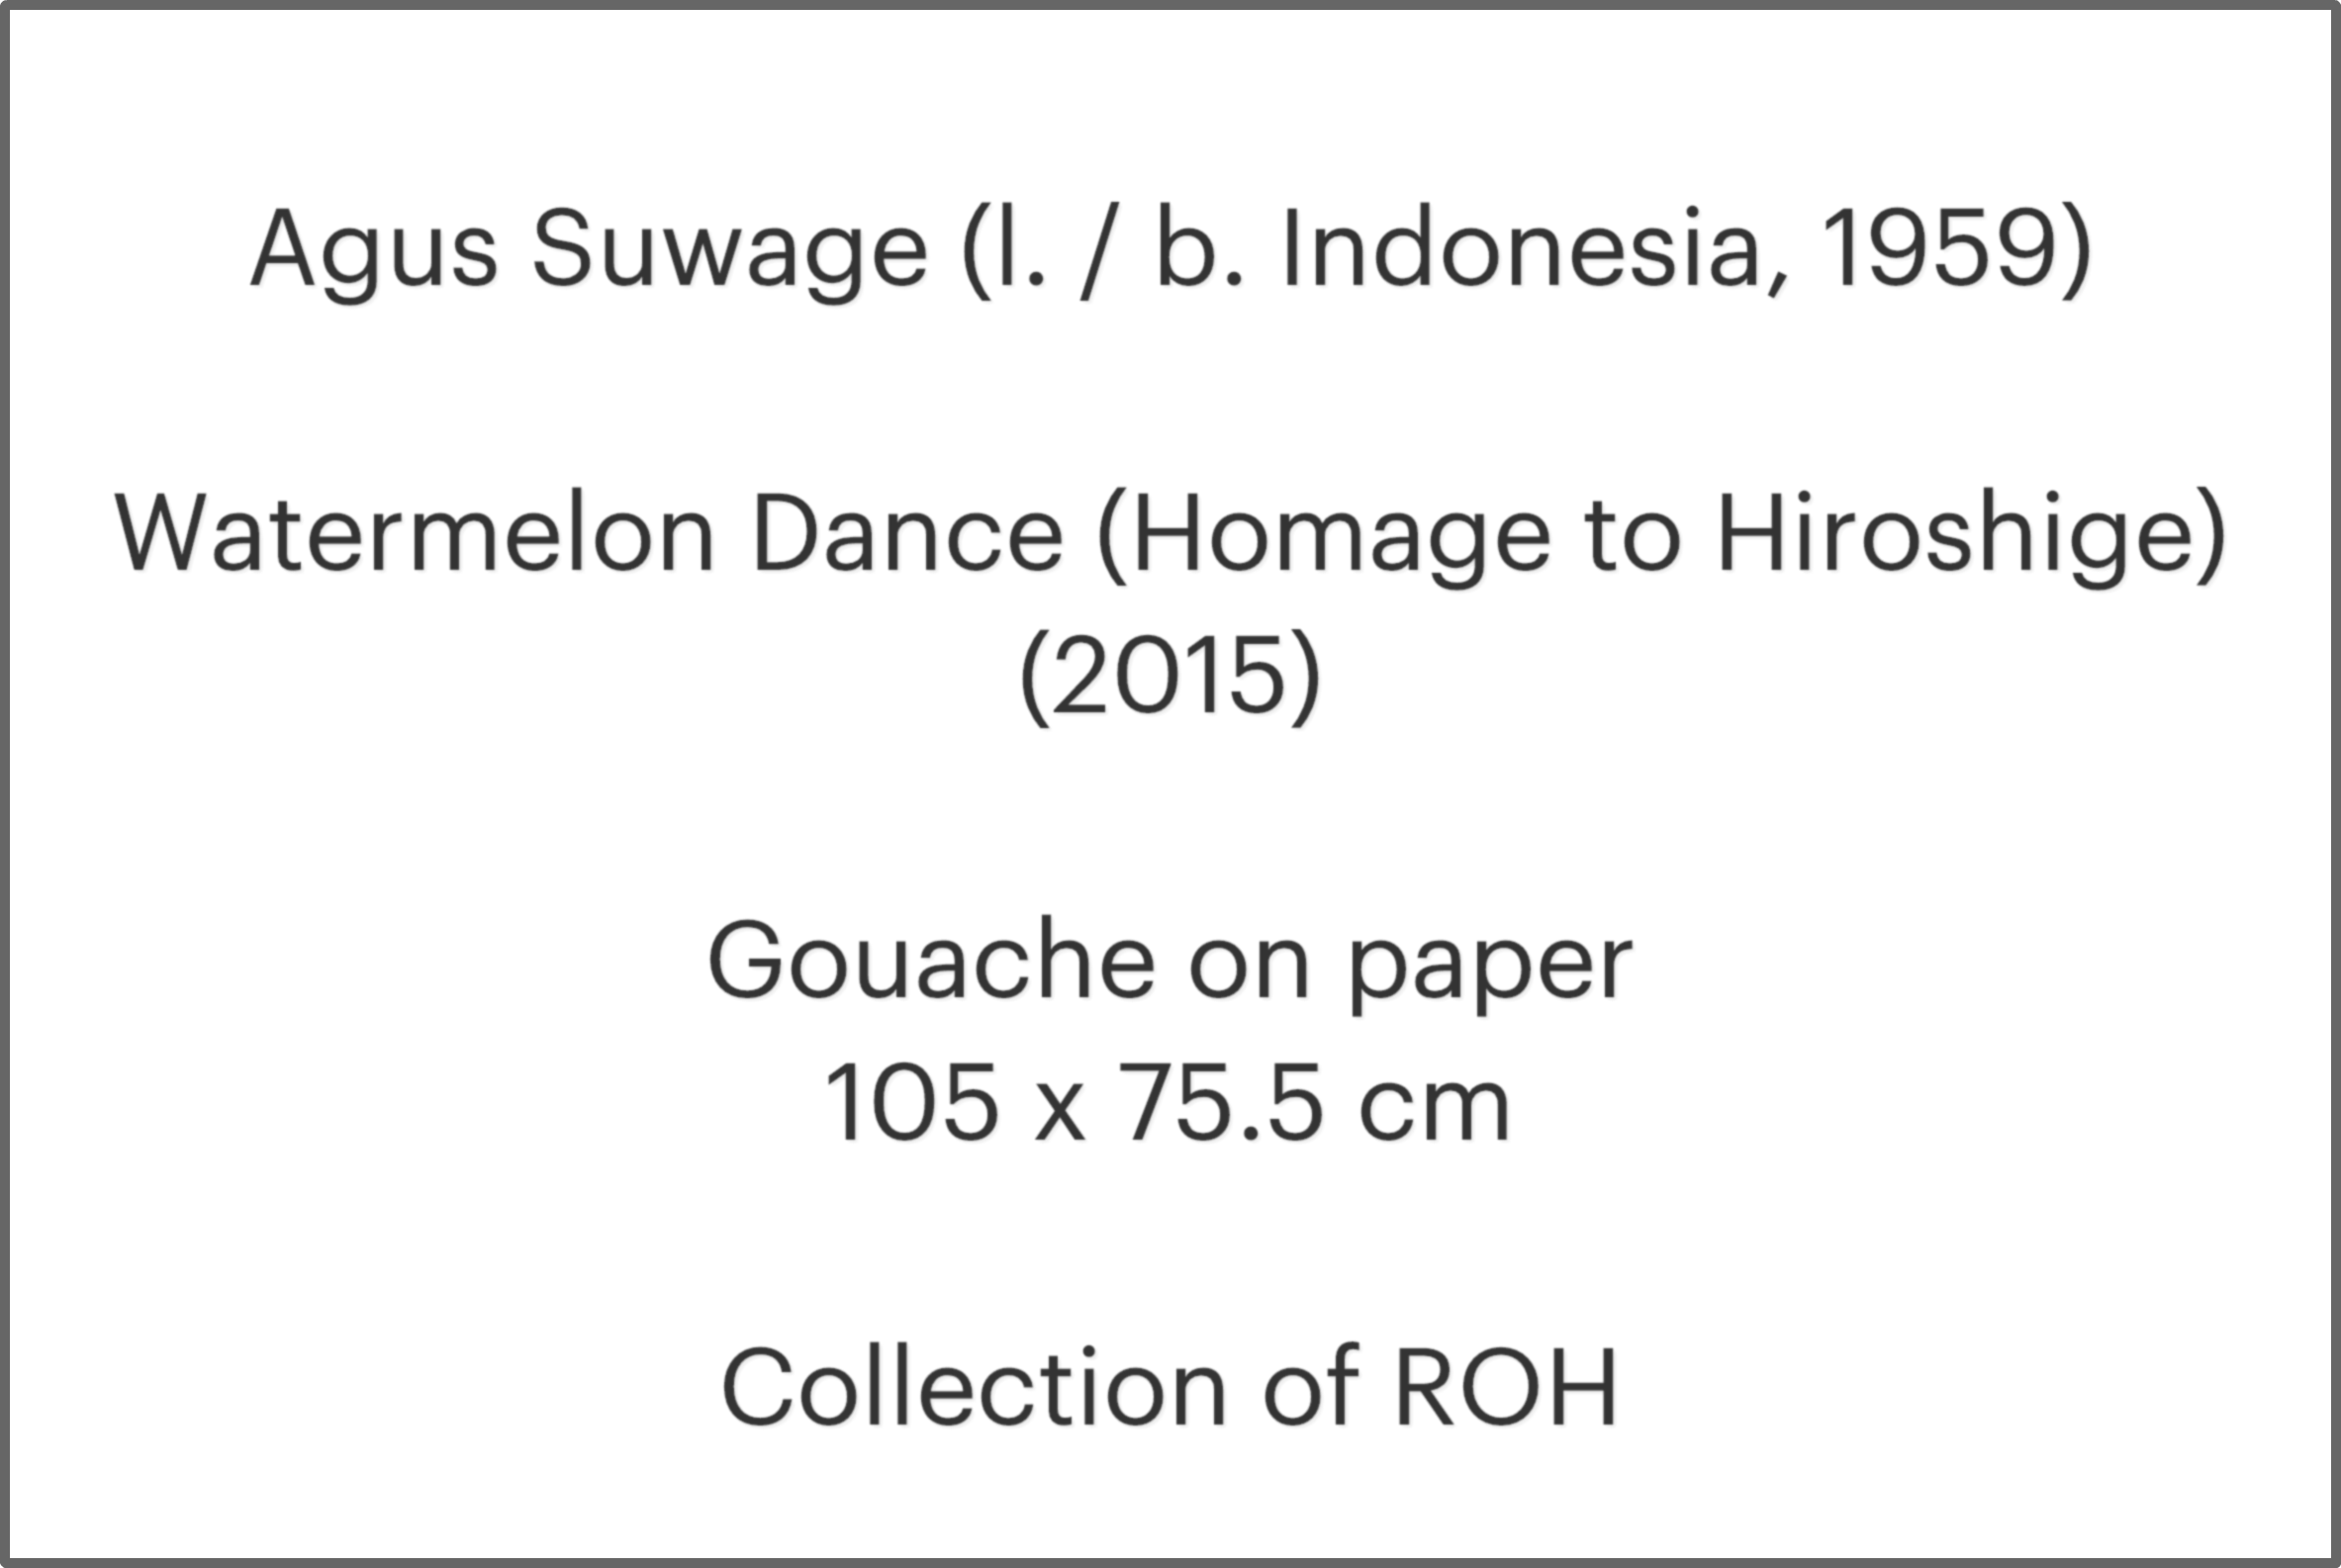 Agus Suwage (l. / b. Indonesia, 1959)
Watermelon Dance (Homage to Hiroshige)
(2015)
Gouache on paper
105 x 75.5 cm
Collection of ROH